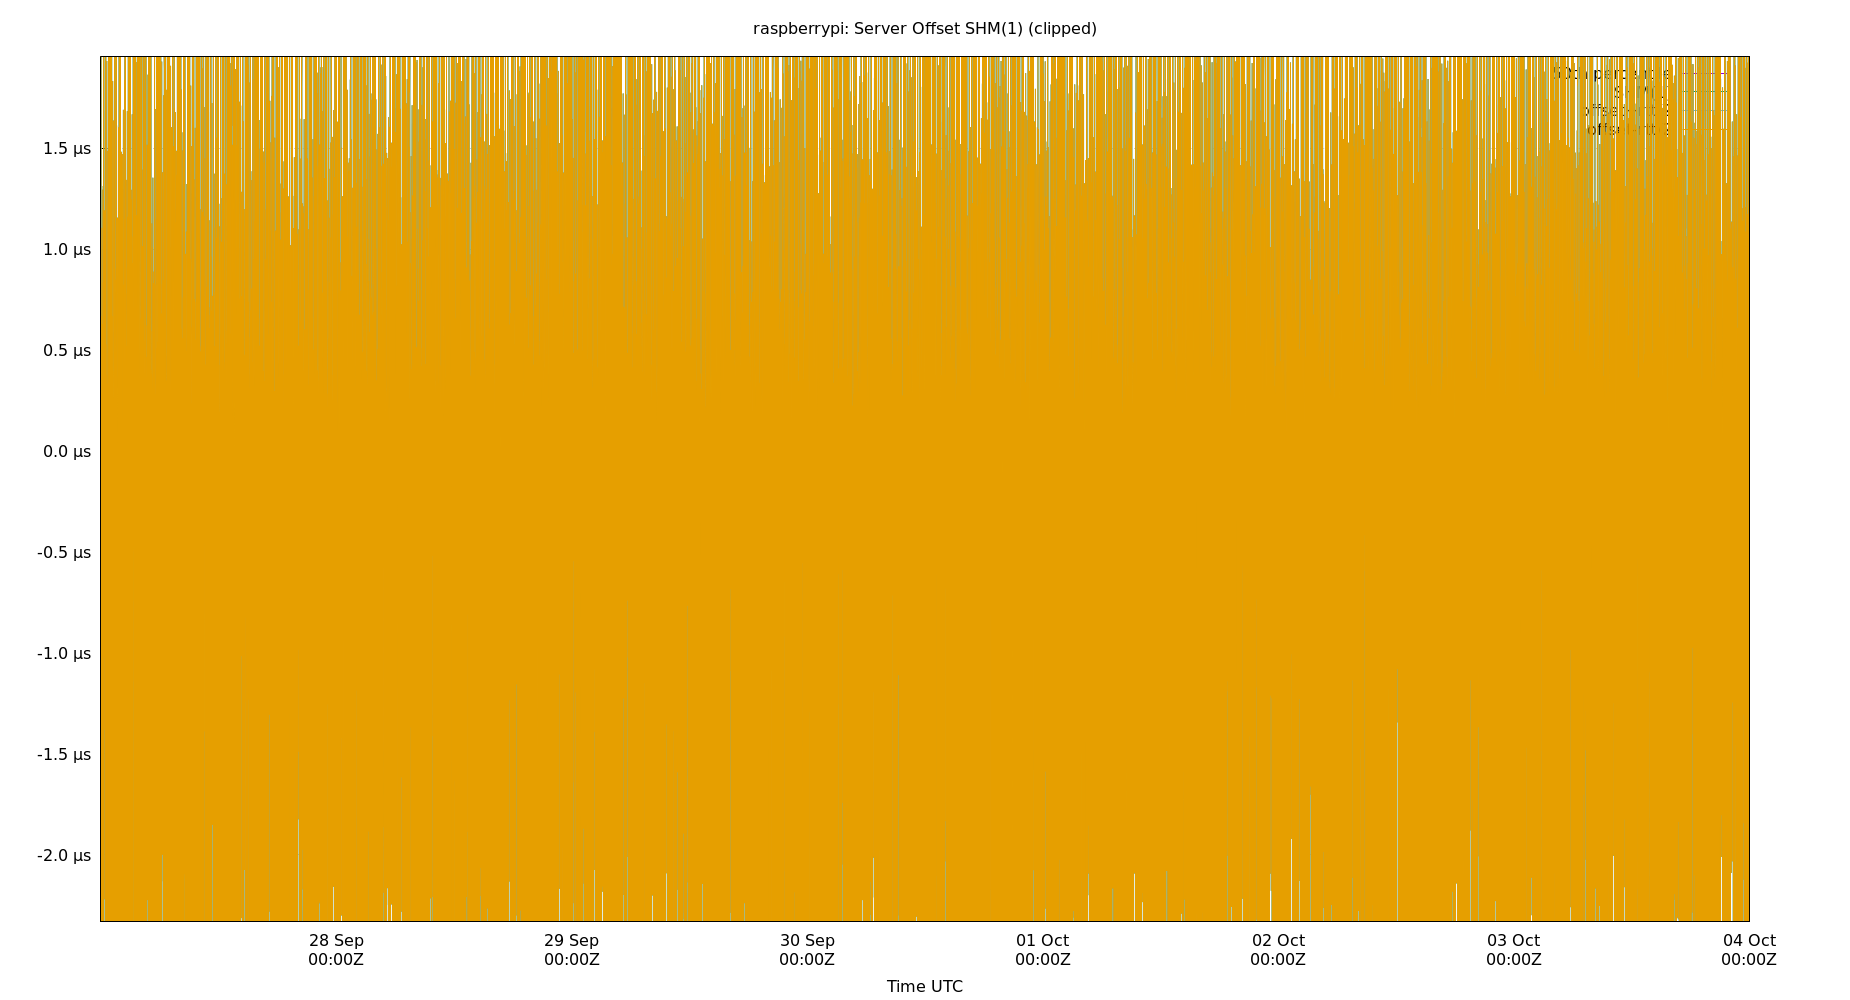 raspberrypi: Server Offset SHM(1) (clipped)
1.5 µs
1.0 µs
0.5 µs
0.0 µs
-0.5 µs
-1.0 µs
-1.5 µs
-2.0 µs
28 Sep 29 Sep 30 Sep 01 Oct 02 Oct 03 Oct 04 Oct
00:00Z 00:00Z 00:00Z 00:00Z 00:00Z 00:00Z 00:00Z
Time UTC